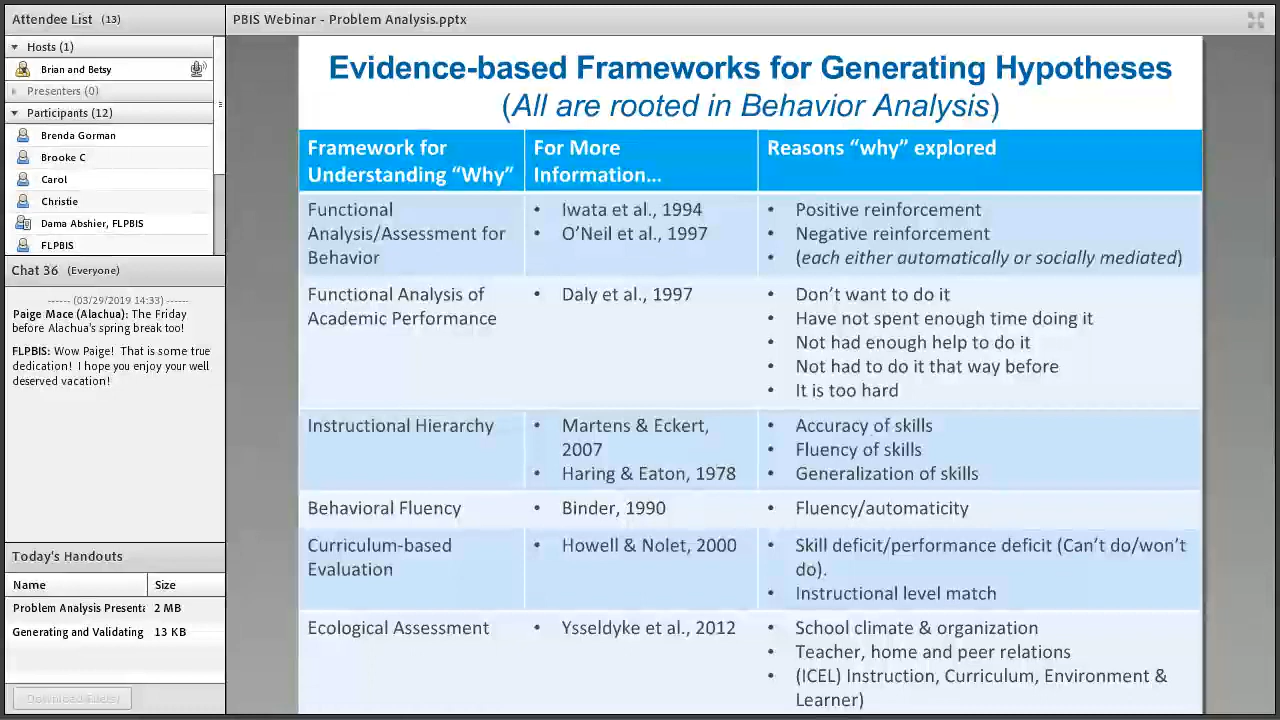 Attendee List (13)
PBIS Webinar - Problem Analysis.pptx
Hosts (1)
Brian and Betsy
Presenters (0)
Participants (12)
Brenda Gorman
Brooke C
Carol
Christie
Dama Abshier, FLPBIS
FLPBIS
Chat 36 (Everyone)
------ (03/29/2019 14:33) ------
Paige Mace (Alachua): The Friday
before Alachua's spring break too!
FLPBIS: Wow Paige! That is some true
dedication! I hope you enjoy your well
deserved vacation!
Today's Handouts
Name Size
Problem Analysis Presenta 2 MB
Generating and Validating 13 KB
Download File(s)
Evidence-based Frameworks for Generating Hypotheses
(All are rooted in Behavior Analysis)
Framework for
Understanding “Why”
For More
Information...
Reasons “why” explored
Functional
Analysis/Assessment for
Behavior
• Iwata et al., 1994
• O’Neil et al., 1997
• Positive reinforcement
• Negative reinforcement
• (each either automatically or socially mediated)
Functional Analysis of
Academic Performance
• Daly et al., 1997
• Don’t want to do it
• Have not spent enough time doing it
• Not had enough help to do it
• Not had to do it that way before
• It is too hard
Instructional Hierarchy
• Martens & Eckert,
2007
• Haring & Eaton, 1978
• Accuracy of skills
• Fluency of skills
• Generalization of skills
Behavioral Fluency
• Binder, 1990
• Fluency/automaticity
Curriculum-based
Evaluation
• Howell & Nolet, 2000
• Skill deficit/performance deficit (Can’t do/won’t
do).
• Instructional level match
Ecological Assessment
• Ysseldyke et al., 2012
• School climate & organization
• Teacher, home and peer relations
• (ICEL) Instruction, Curriculum, Environment &
Learner)